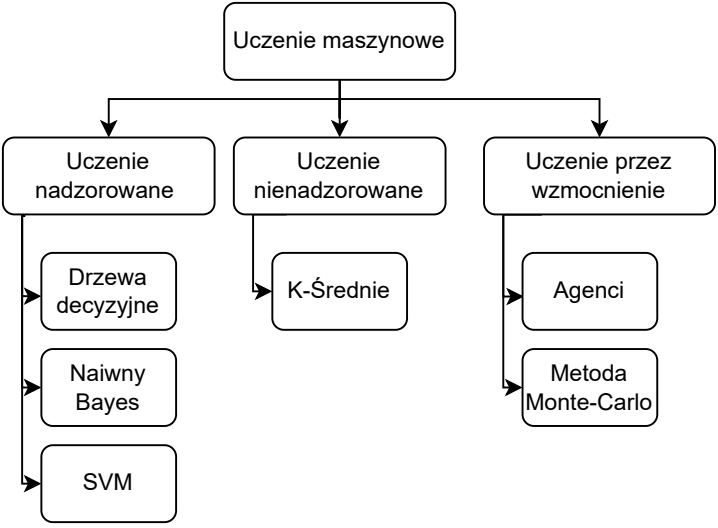 Uczenie maszynowe
Uczenie
nadzorowane
Uczenie
nienadzorowane
Uczenie przez
wzmocnienie
Drzewa
decyzyjne
K-Średnie
Agenci
Naiwny
Bayes
Metoda
Monte-Carlo
SVM